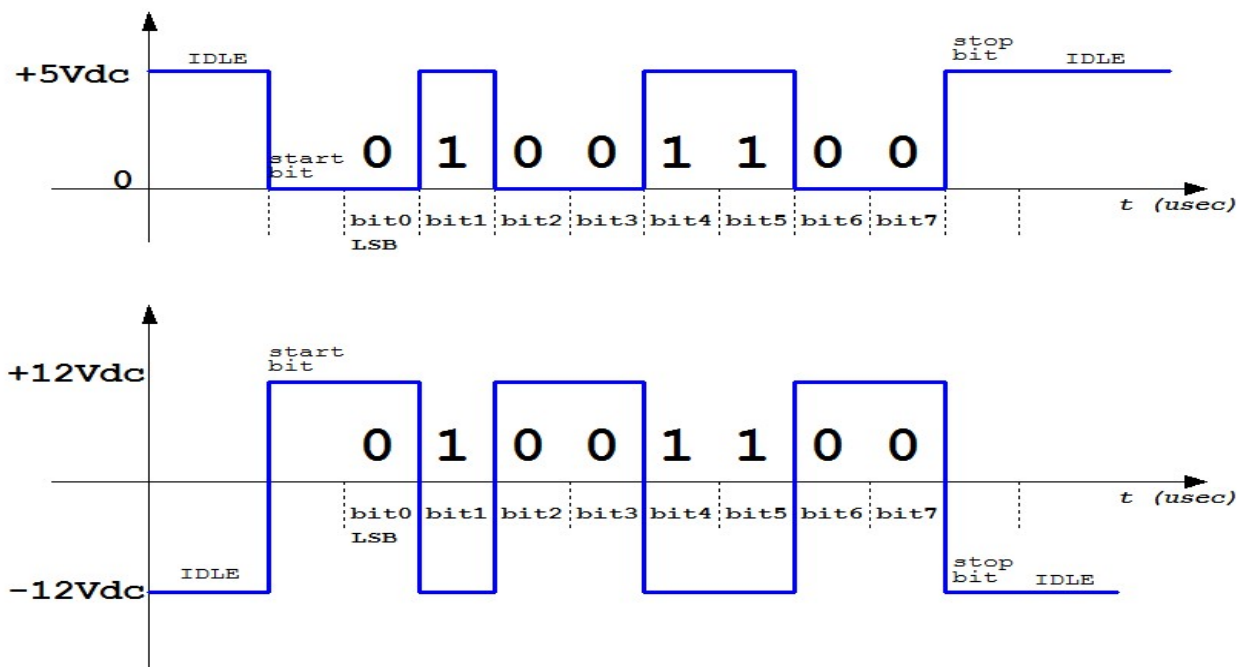 IDLE
stop
bit
IDLE
+5Vdc
start
bit
0 1 0 0 1 1 0 0
0
t (usec)
bit0 bit1 bit2 bit3 bit4 bit5 bit6 bit7
LSB
start
bit
+12Vdc
0 1 0 0 1 1 0 0
t (usec)
bit0 bit1 bit2 bit3 bit4 bit5 bit6 bit7
LSB
IDLE
stop
bit
IDLE
-12Vdc